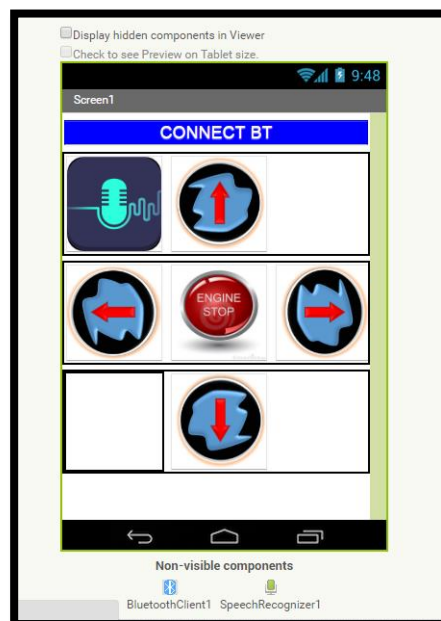 Display hidden components in Viewer
Check to see Preview on Tablet size.
9:48
Screen1
CONNECT BT
ENGINE
STOP
Non-visible components
BluetoothClient1 SpeechRecognizer1